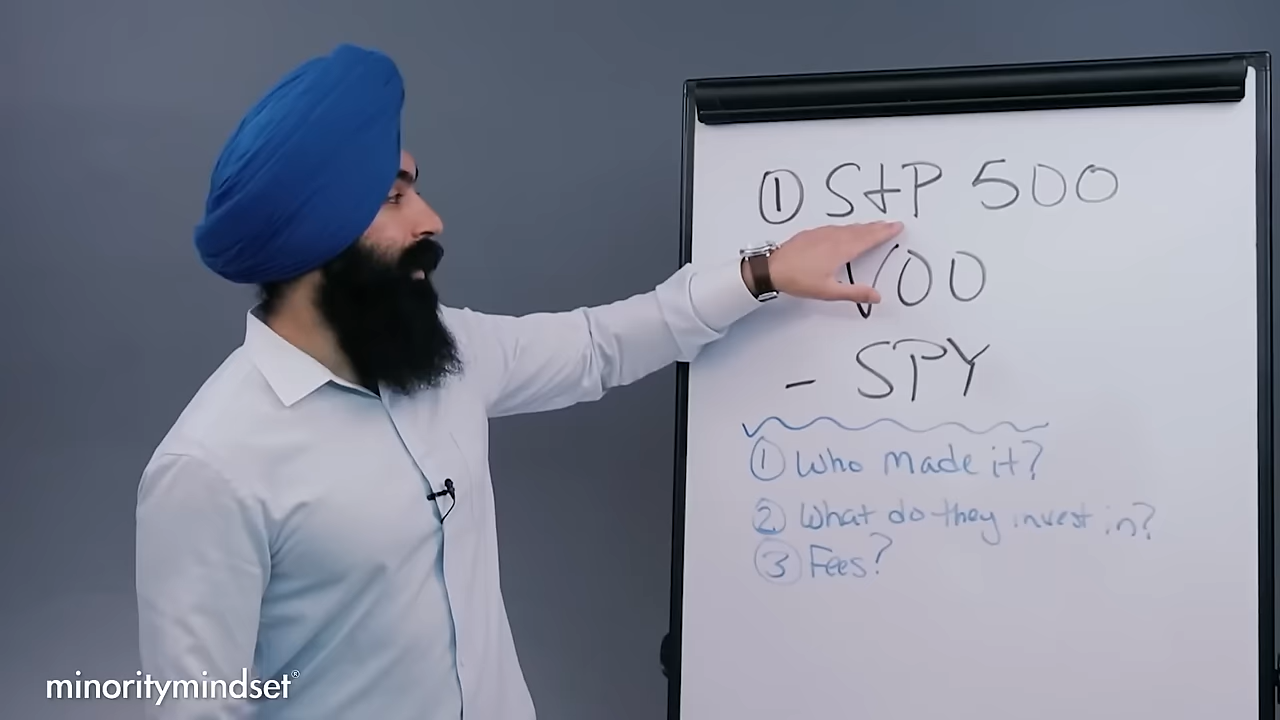 ① S+P 500
VOO
- SPY
① Who made it?
② What do they invest in?
③ Fees?
minoritymindset®